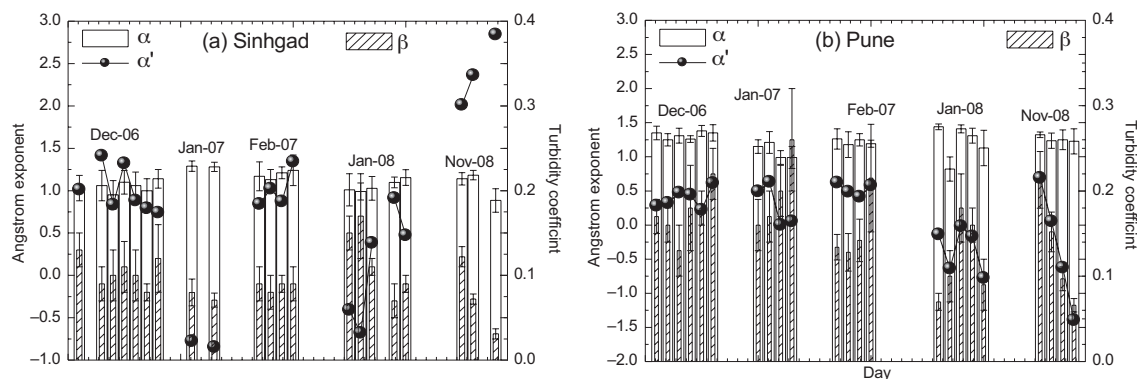 (a) Sinhgad
α
α'
β
Dec-06
Jan-07
Feb-07
Jan-08
Nov-08
Angstrom exponent
3.0
2.5
2.0
1.5
1.0
0.5
0.0
–0.5
–1.0
Turbidity coefficint
0.4
0.3
0.2
0.1
0.0
(b) Pune
α
α'
β
Dec-06
Jan-07
Feb-07
Jan-08
Nov-08
Angstrom exponent
3.0
2.5
2.0
1.5
1.0
0.5
0.0
–0.5
–1.0
–1.5
–2.0
Turbidity coefficint
0.4
0.3
0.2
0.1
0.0
Day